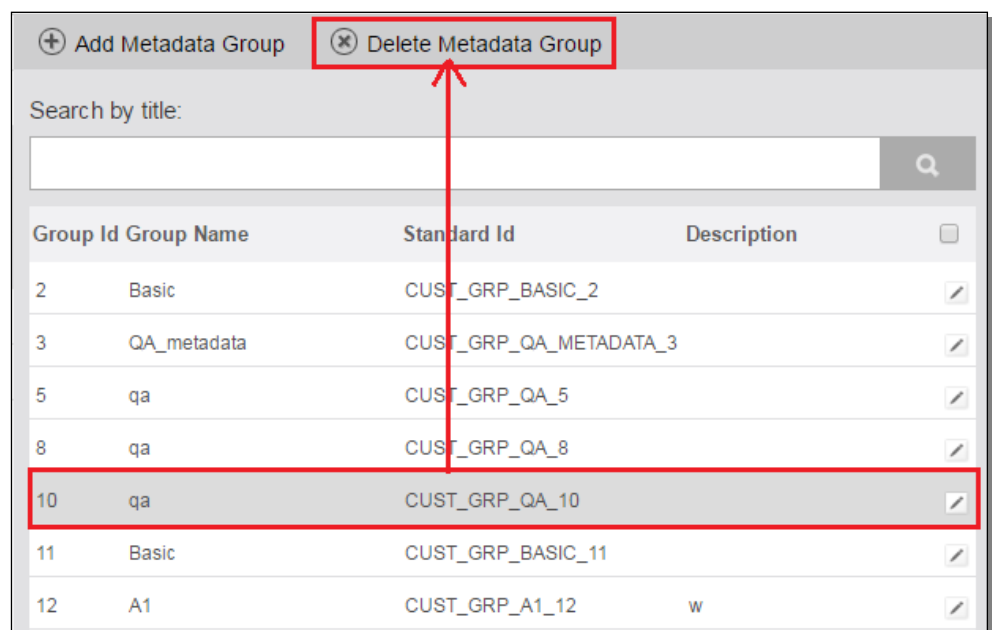 Add Metadata Group Delete Metadata Group
Search by title:
Group Id Group Name Standard Id Description
2 Basic CUST_GRP_BASIC_2
3 QA_metadata CUST_GRP_QA_METADATA_3
5 qa CUST_GRP_QA_5
8 qa CUST_GRP_QA_8
10 qa CUST_GRP_QA_10
11 Basic CUST_GRP_BASIC_11
12 A1 CUST_GRP_A1_12 w